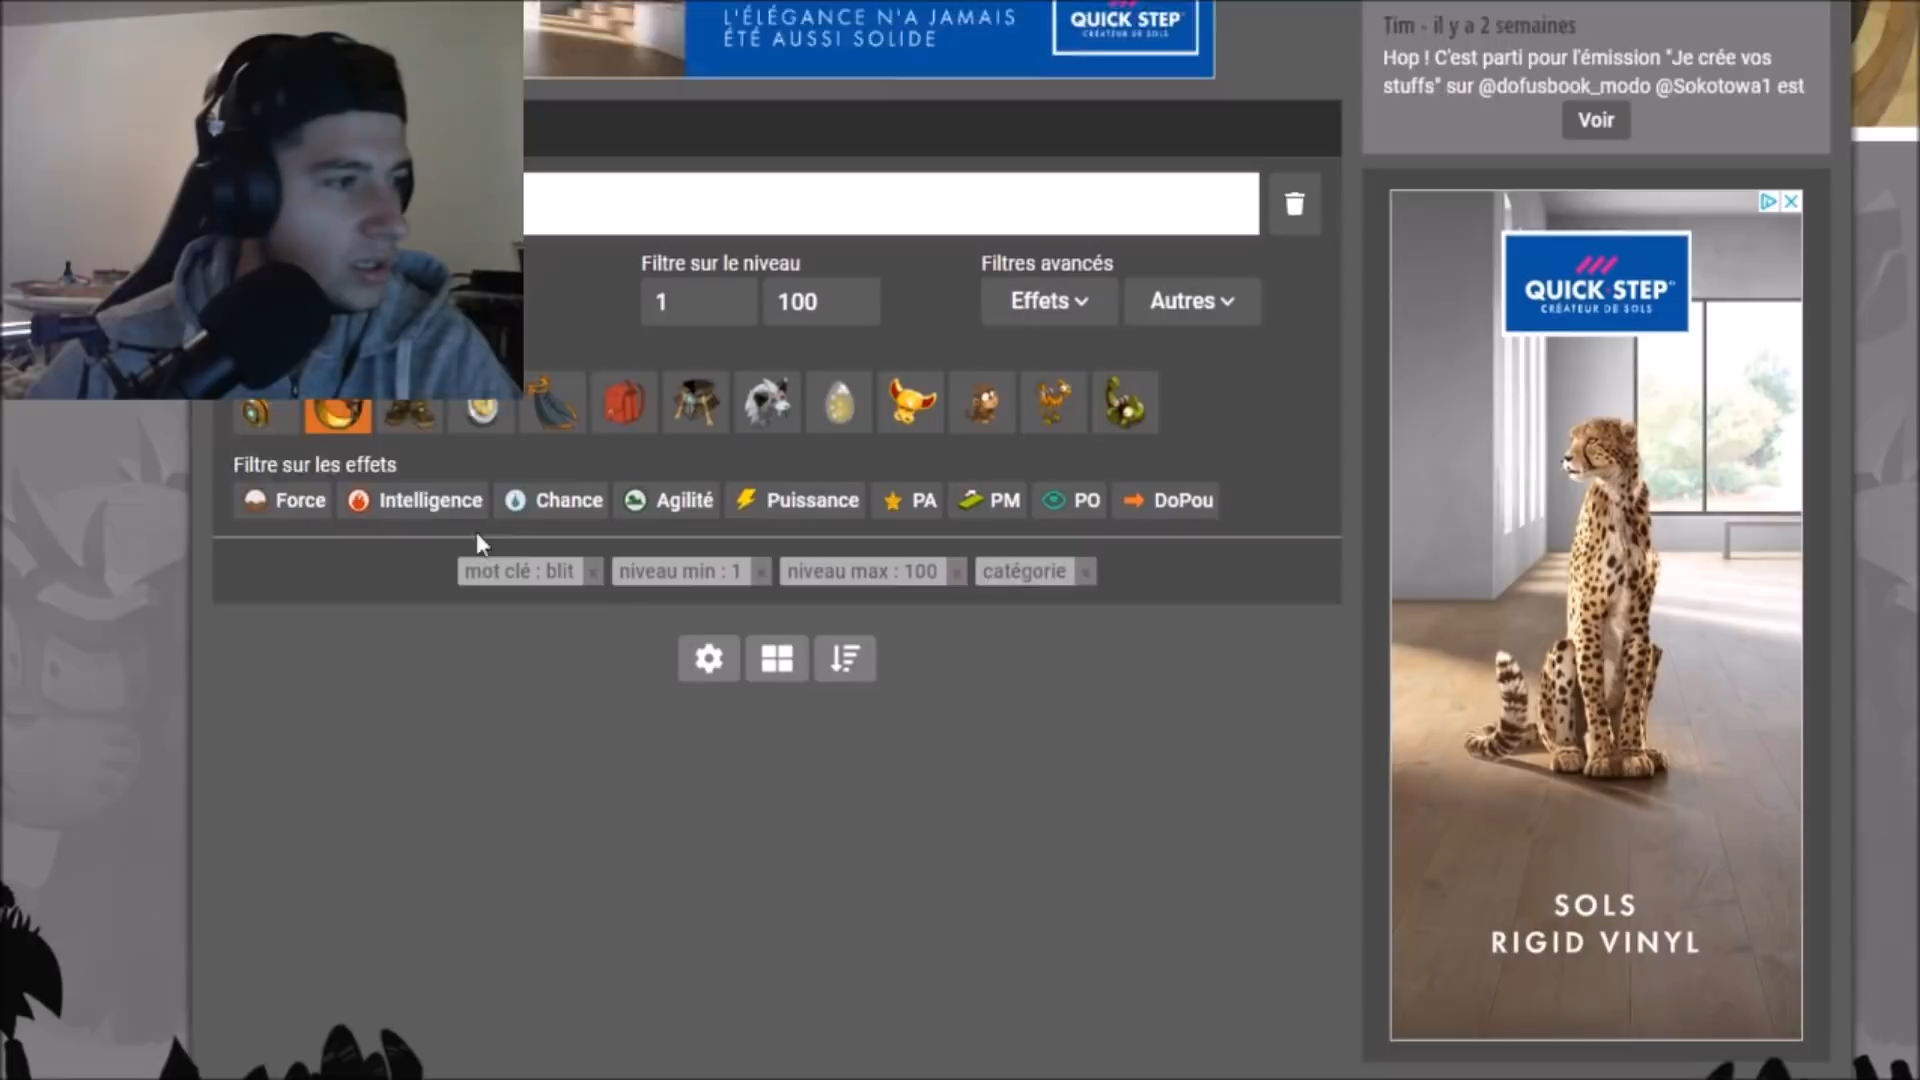 L'ÉLÉGANCE N'A JAMAIS
ÉTÉ AUSSI SOLIDE
QUICK STEP
CRÉATEUR DE SOLS
Tim - il y a 2 semaines
Hop ! C'est parti pour l'émission "Je crée vos
stuffs" sur @dofusbook_modo @Sokotowa1 est
Voir
Filtre sur le niveau
1
100
Filtres avancés
Effets
Autres
Filtre sur les effets
Force
Intelligence
Chance
Agilité
Puissance
PA
PM
PO
DoPou
mot clé : blit x
niveau min : 1 x
niveau max : 100 x
catégorie x
QUICK·STEP
CRÉATEUR DE SOLS
SOLS
RIGID VINYL